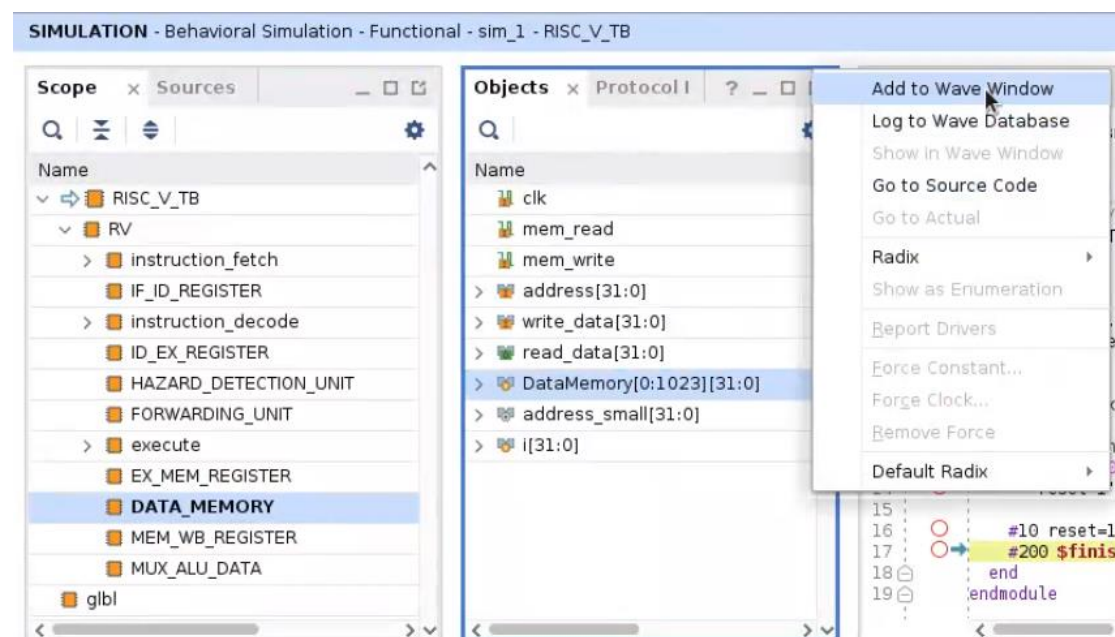 SIMULATION - Behavioral Simulation - Functional - sim_1 - RISC_V_TB
Scope
Sources
Name
RISC_V_TB
RV
instruction_fetch
IF_ID_REGISTER
instruction_decode
ID_EX_REGISTER
HAZARD_DETECTION_UNIT
FORWARDING_UNIT
execute
EX_MEM_REGISTER
DATA_MEMORY
MEM_WB_REGISTER
MUX_ALU_DATA
glbl
Objects
Protocol I
Name
clk
mem_read
mem_write
address[31:0]
write_data[31:0]
read_data[31:0]
DataMemory[0:1023][31:0]
address_small[31:0]
i[31:0]
Add to Wave Window
Log to Wave Database
Show in Wave Window
Go to Source Code
Go to Actual
Radix
Show as Enumeration
Report Drivers
Force Constant...
Force Clock...
Remove Force
Default Radix
15
16 #10 reset=1
17 #200 $finis
18 end
19 endmodule